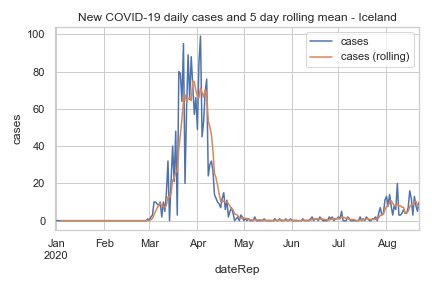 New COVID-19 daily cases and 5 day rolling mean - Iceland
cases
cases (rolling)
100
80
60
40
20
0
cases
Jan Feb Mar Apr May Jun Jul Aug
2020
dateRep